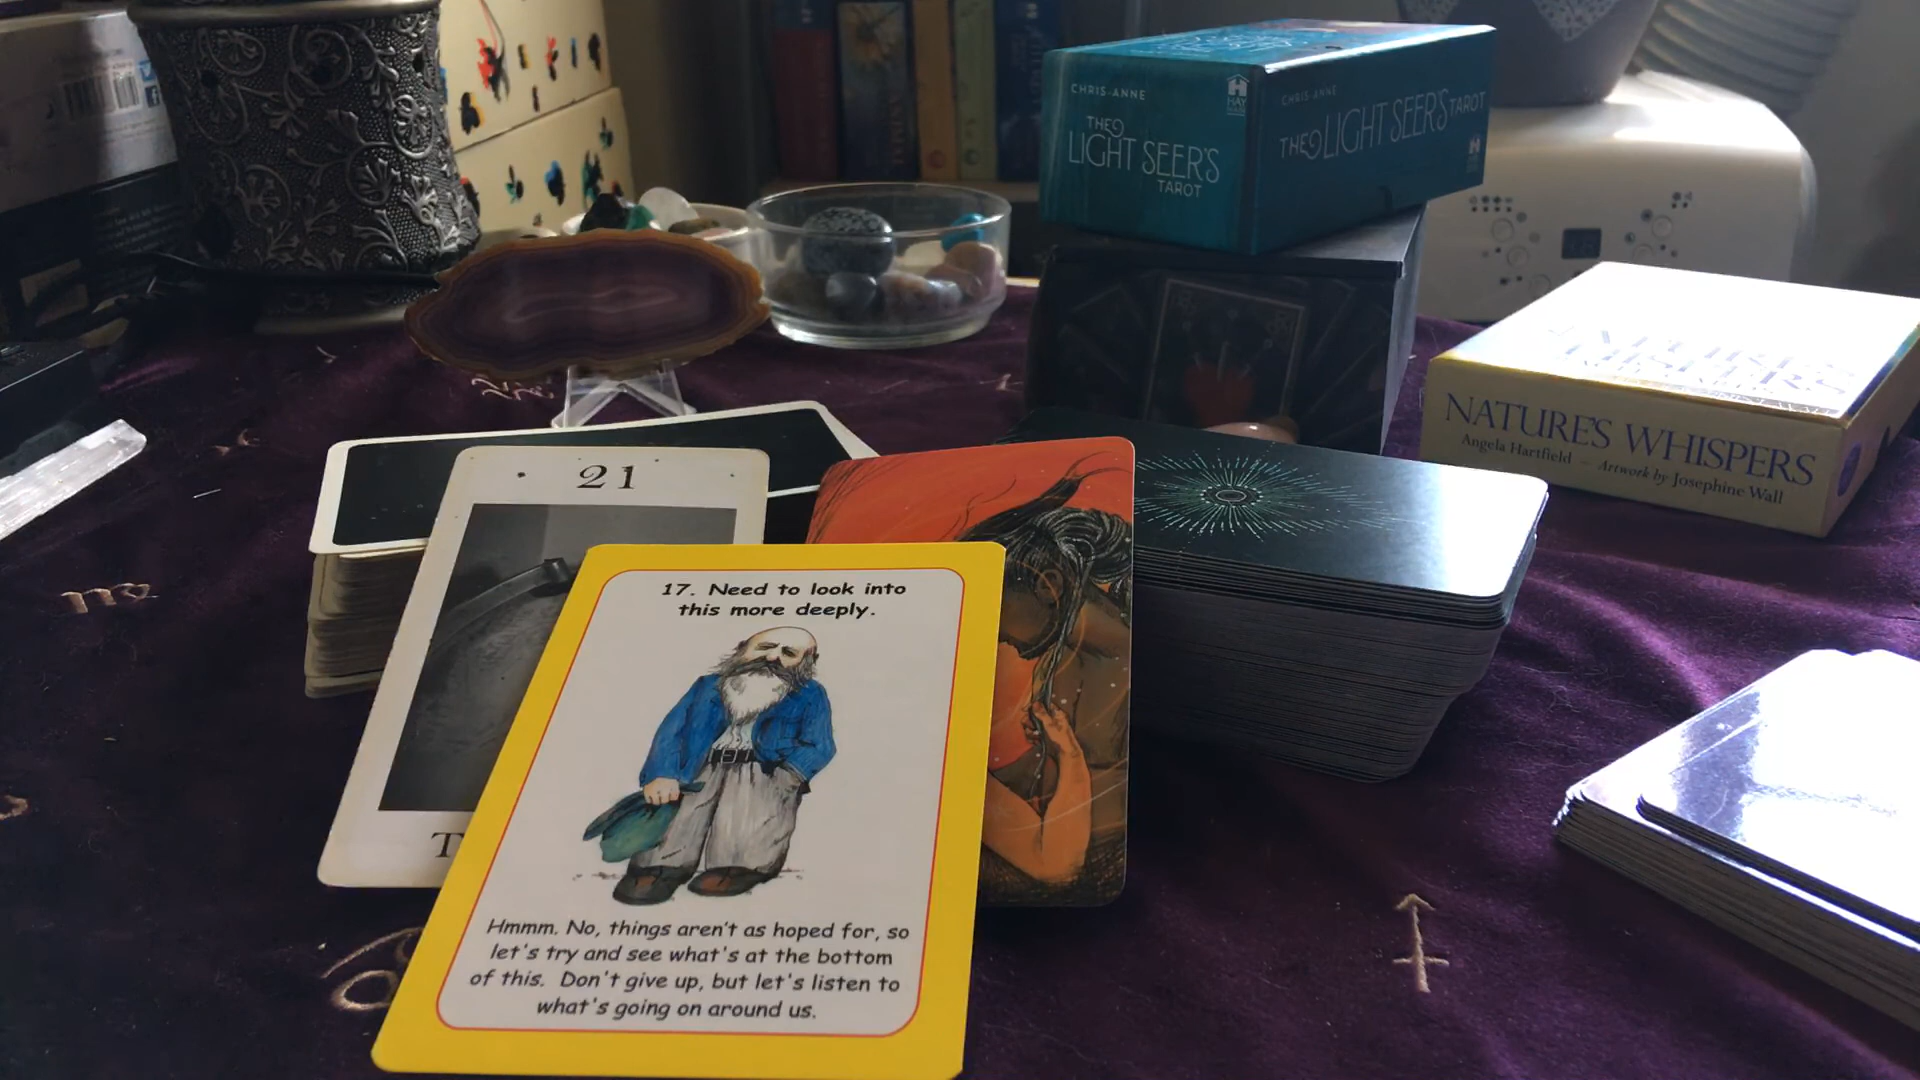 CHRIS-ANNE
THE
LIGHT SEER'S
TAROT
HAY
CHRIS-ANNE
THE LIGHT SEER'S TAROT
NATURE'S WHISPERS
Angela Hartfield — Artwork by Josephine Wall
21
T
17. Need to look into
this more deeply.
Hmmm. No, things aren't as hoped for, so
let's try and see what's at the bottom
of this. Don't give up, but let's listen to
what's going on around us.